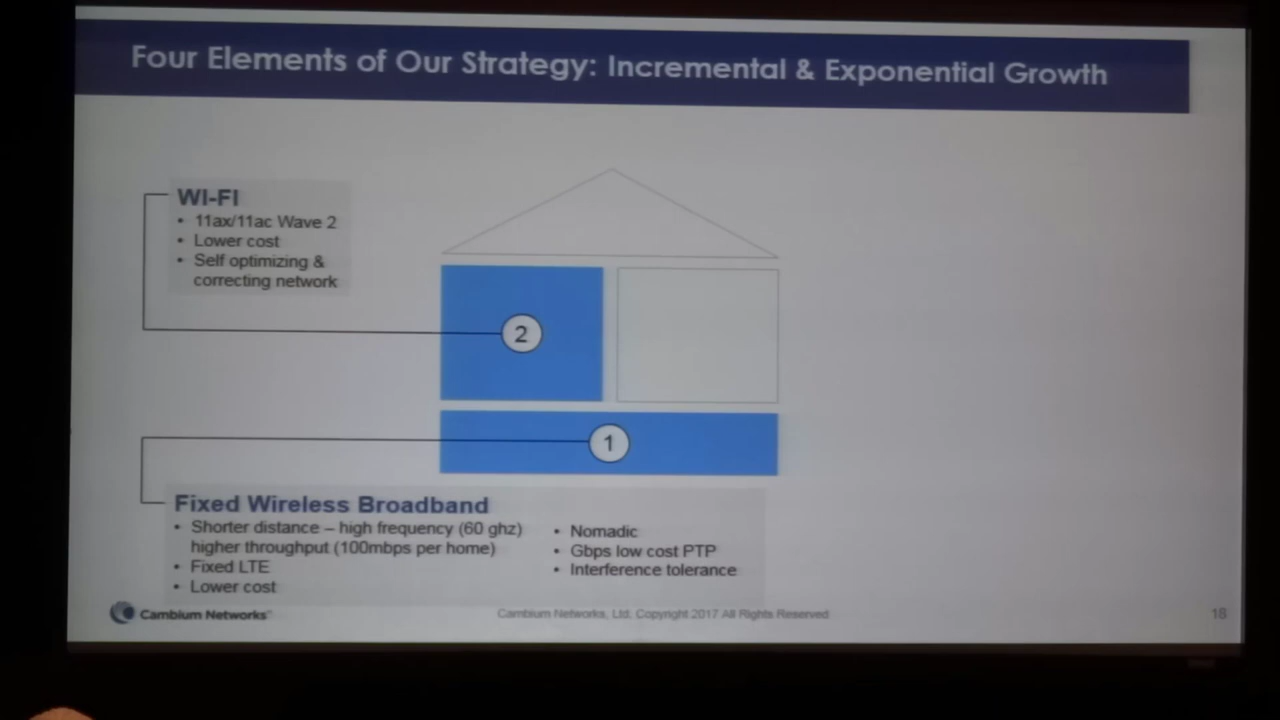 Four Elements of Our Strategy: Incremental & Exponential Growth
WI-FI
• 11ax/11ac Wave 2
• Lower cost
• Self optimizing &
correcting network
2
1
Fixed Wireless Broadband
• Shorter distance – high frequency (60 ghz)
higher throughput (100mbps per home)
• Fixed LTE
• Lower cost
• Nomadic
• Gbps low cost PTP
• Interference tolerance
Cambium Networks™
Cambium Networks, Ltd. Copyright 2017 All Rights Reserved
18